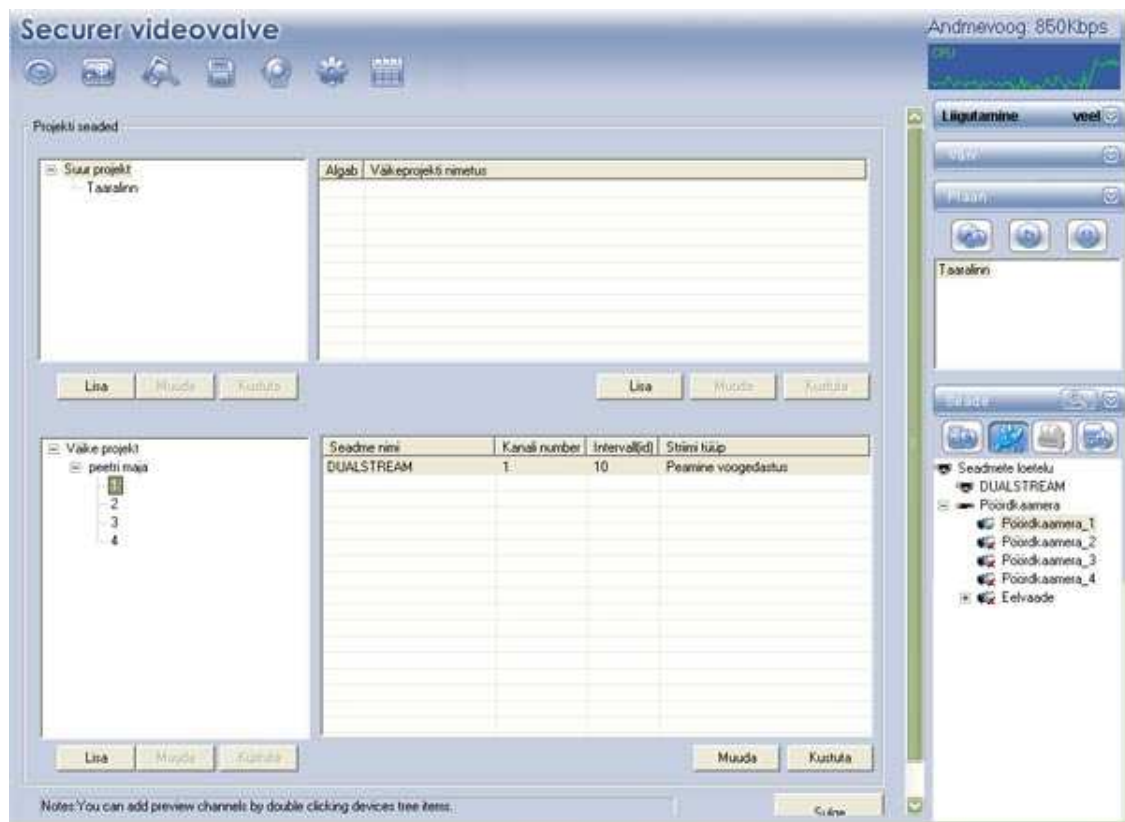 Securer videovalve
Andmevoog: 850Kbps
CPU
Projekti seaded
Suur projekt
Taaralinn
Algab Väikeprojekti nimetus
Lisa Muuda Kustuta
Lisa Muuda Kustuta
Väike projekt
peetri maja
1
2
3
4
Seadme nimi Kanali number Intervall(id) Striimi tüüp
DUALSTREAM 1 10 Peamine voogedastus
Lisa Muuda Kustuta
Muuda Kustuta
Notes:You can add preview channels by double clicking devices tree items.
Sulge
Liigutamine veel
Plaan
Taaralinn
Seade
Seadmete loetelu
DUALSTREAM
Pöördkaamera
Pöördkaamera_1
Pöördkaamera_2
Pöördkaamera_3
Pöördkaamera_4
Eelvaade